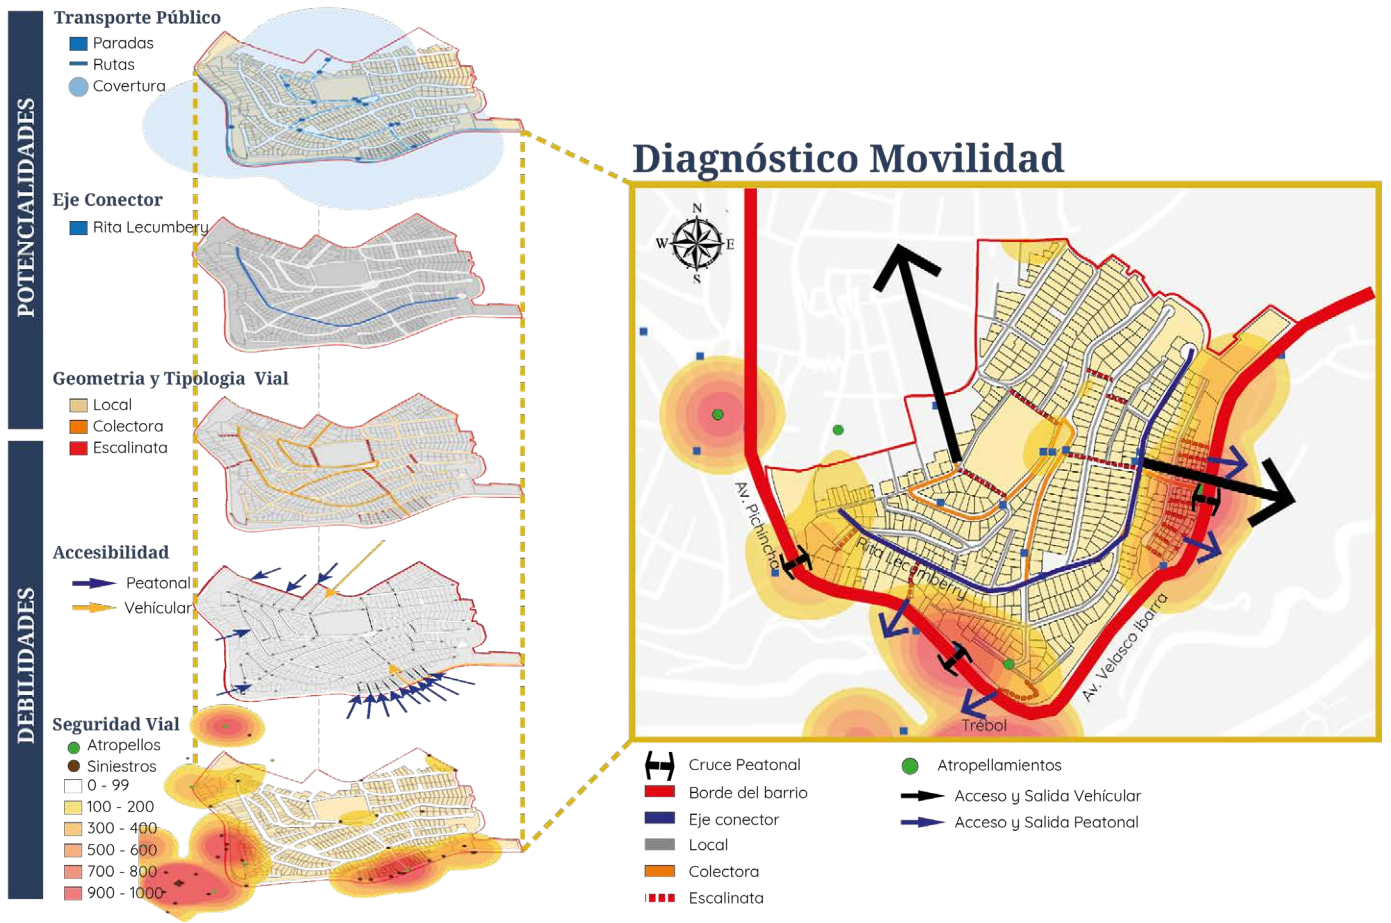 POTENCIALIDADES
Transporte Público
Paradas
Rutas
Covertura
Eje Conector
Rita Lecumbery
Geometria y Tipologia Vial
Local
Colectora
Escalinata
DEBILIDADES
Accesibilidad
Peatonal
Vehícular
Seguridad Vial
Atropellos
Siniestros
0 - 99
100 - 200
300 - 400
500 - 600
700 - 800
900 - 1000
Diagnóstico Movilidad
N
W E
S
Av. Pichincha
Rita Lecumberry
Av. Velasco Ibarra
Trébol
Cruce Peatonal
Borde del barrio
Eje conector
Local
Colectora
Escalinata
Atropellamientos
Acceso y Salida Vehícular
Acceso y Salida Peatonal